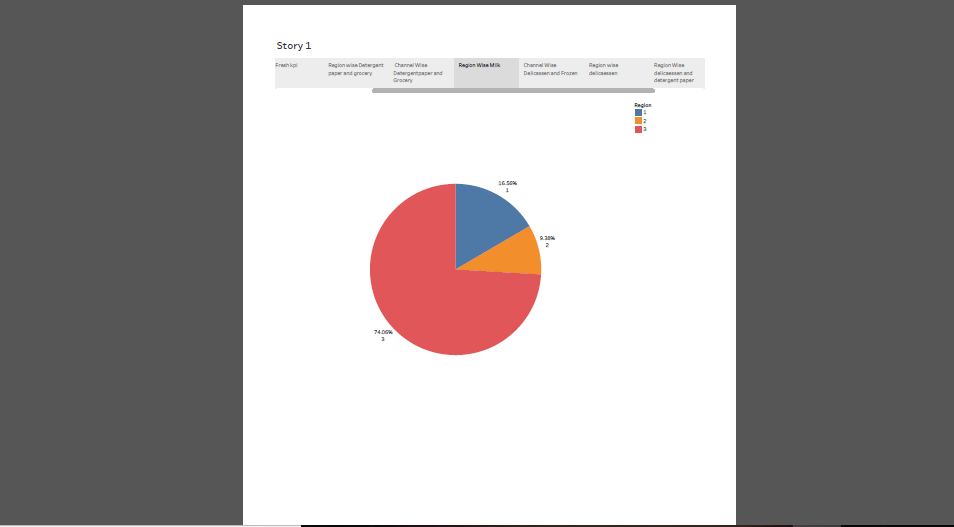 Story 1
Fresh kpi
Region wise Detergent
paper and grocery
Channel Wise
Detergentpaper and
Grocery
Region Wise Milk
Channel Wise
Delicassen and Frozen
Region wise
delicaessen
Region Wise
delicaessen and
detergent paper
Region
1
2
3
16.56%
1
9.38%
2
74.06%
3